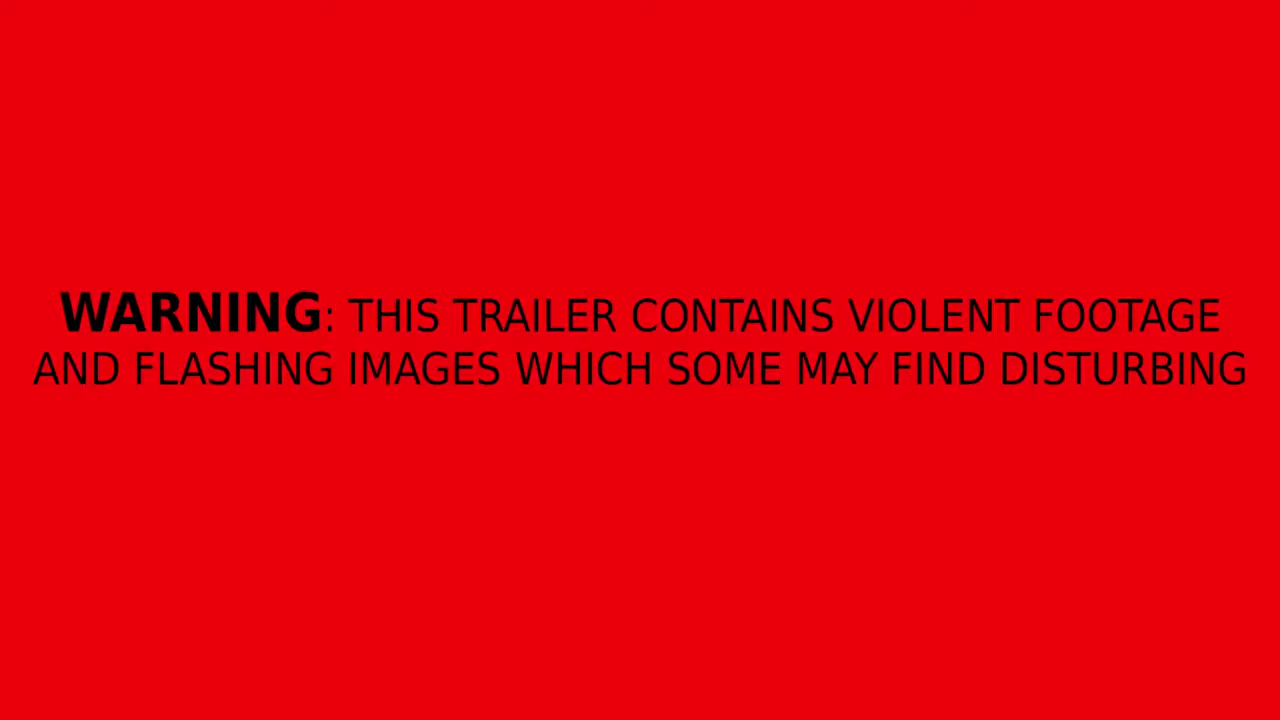 WARNING: THIS TRAILER CONTAINS VIOLENT FOOTAGE
AND FLASHING IMAGES WHICH SOME MAY FIND DISTURBING